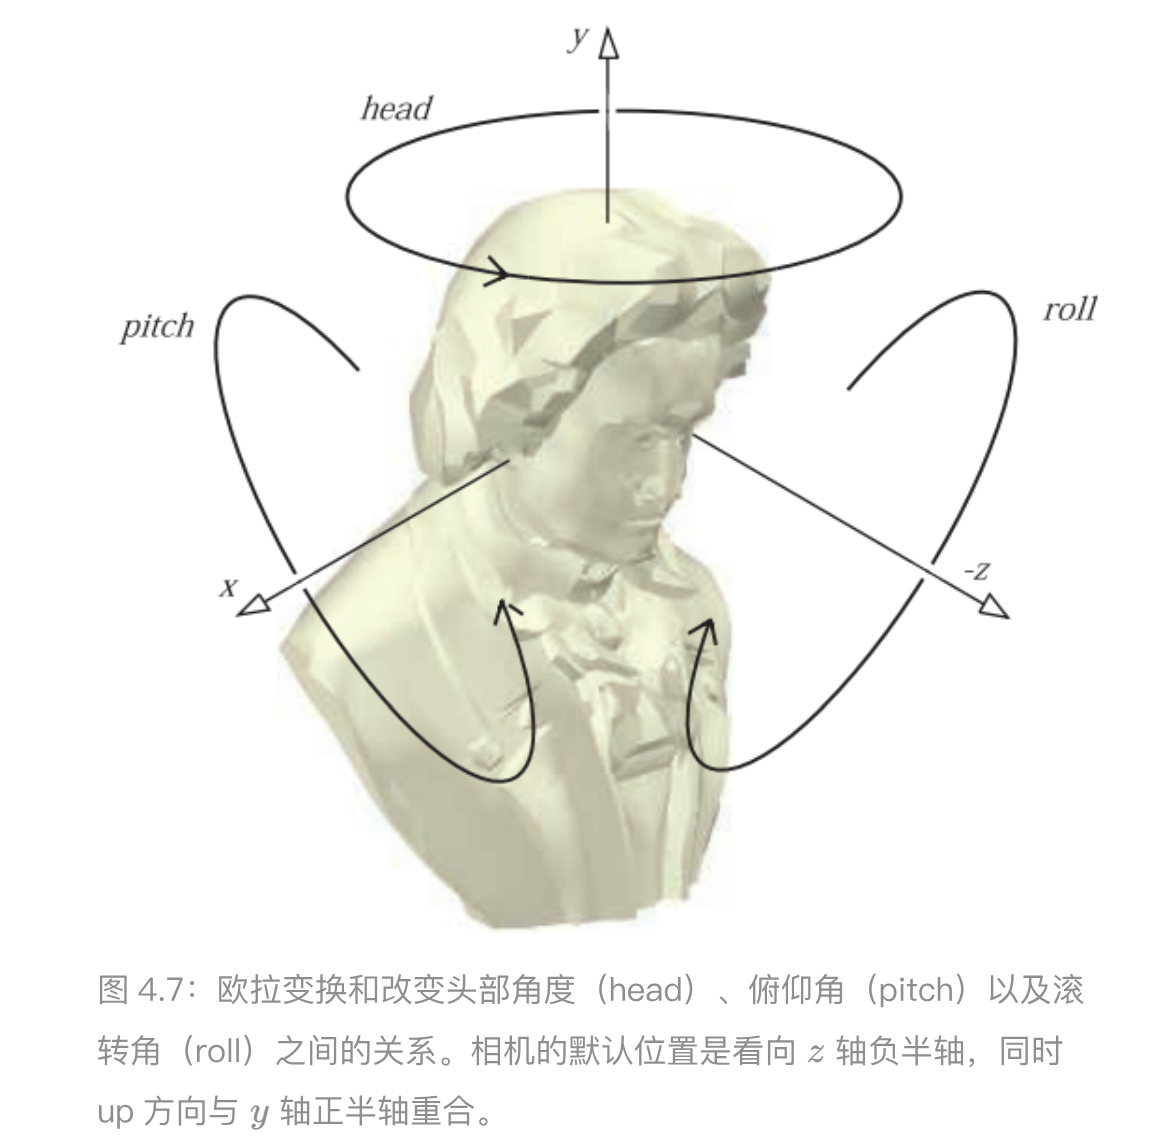 y
head
pitch
roll
x
-z
图 4.7：欧拉变换和改变头部角度（head）、俯仰角（pitch）以及滚
转角（roll）之间的关系。相机的默认位置是看向 z 轴负半轴，同时
up 方向与 y 轴正半轴重合。